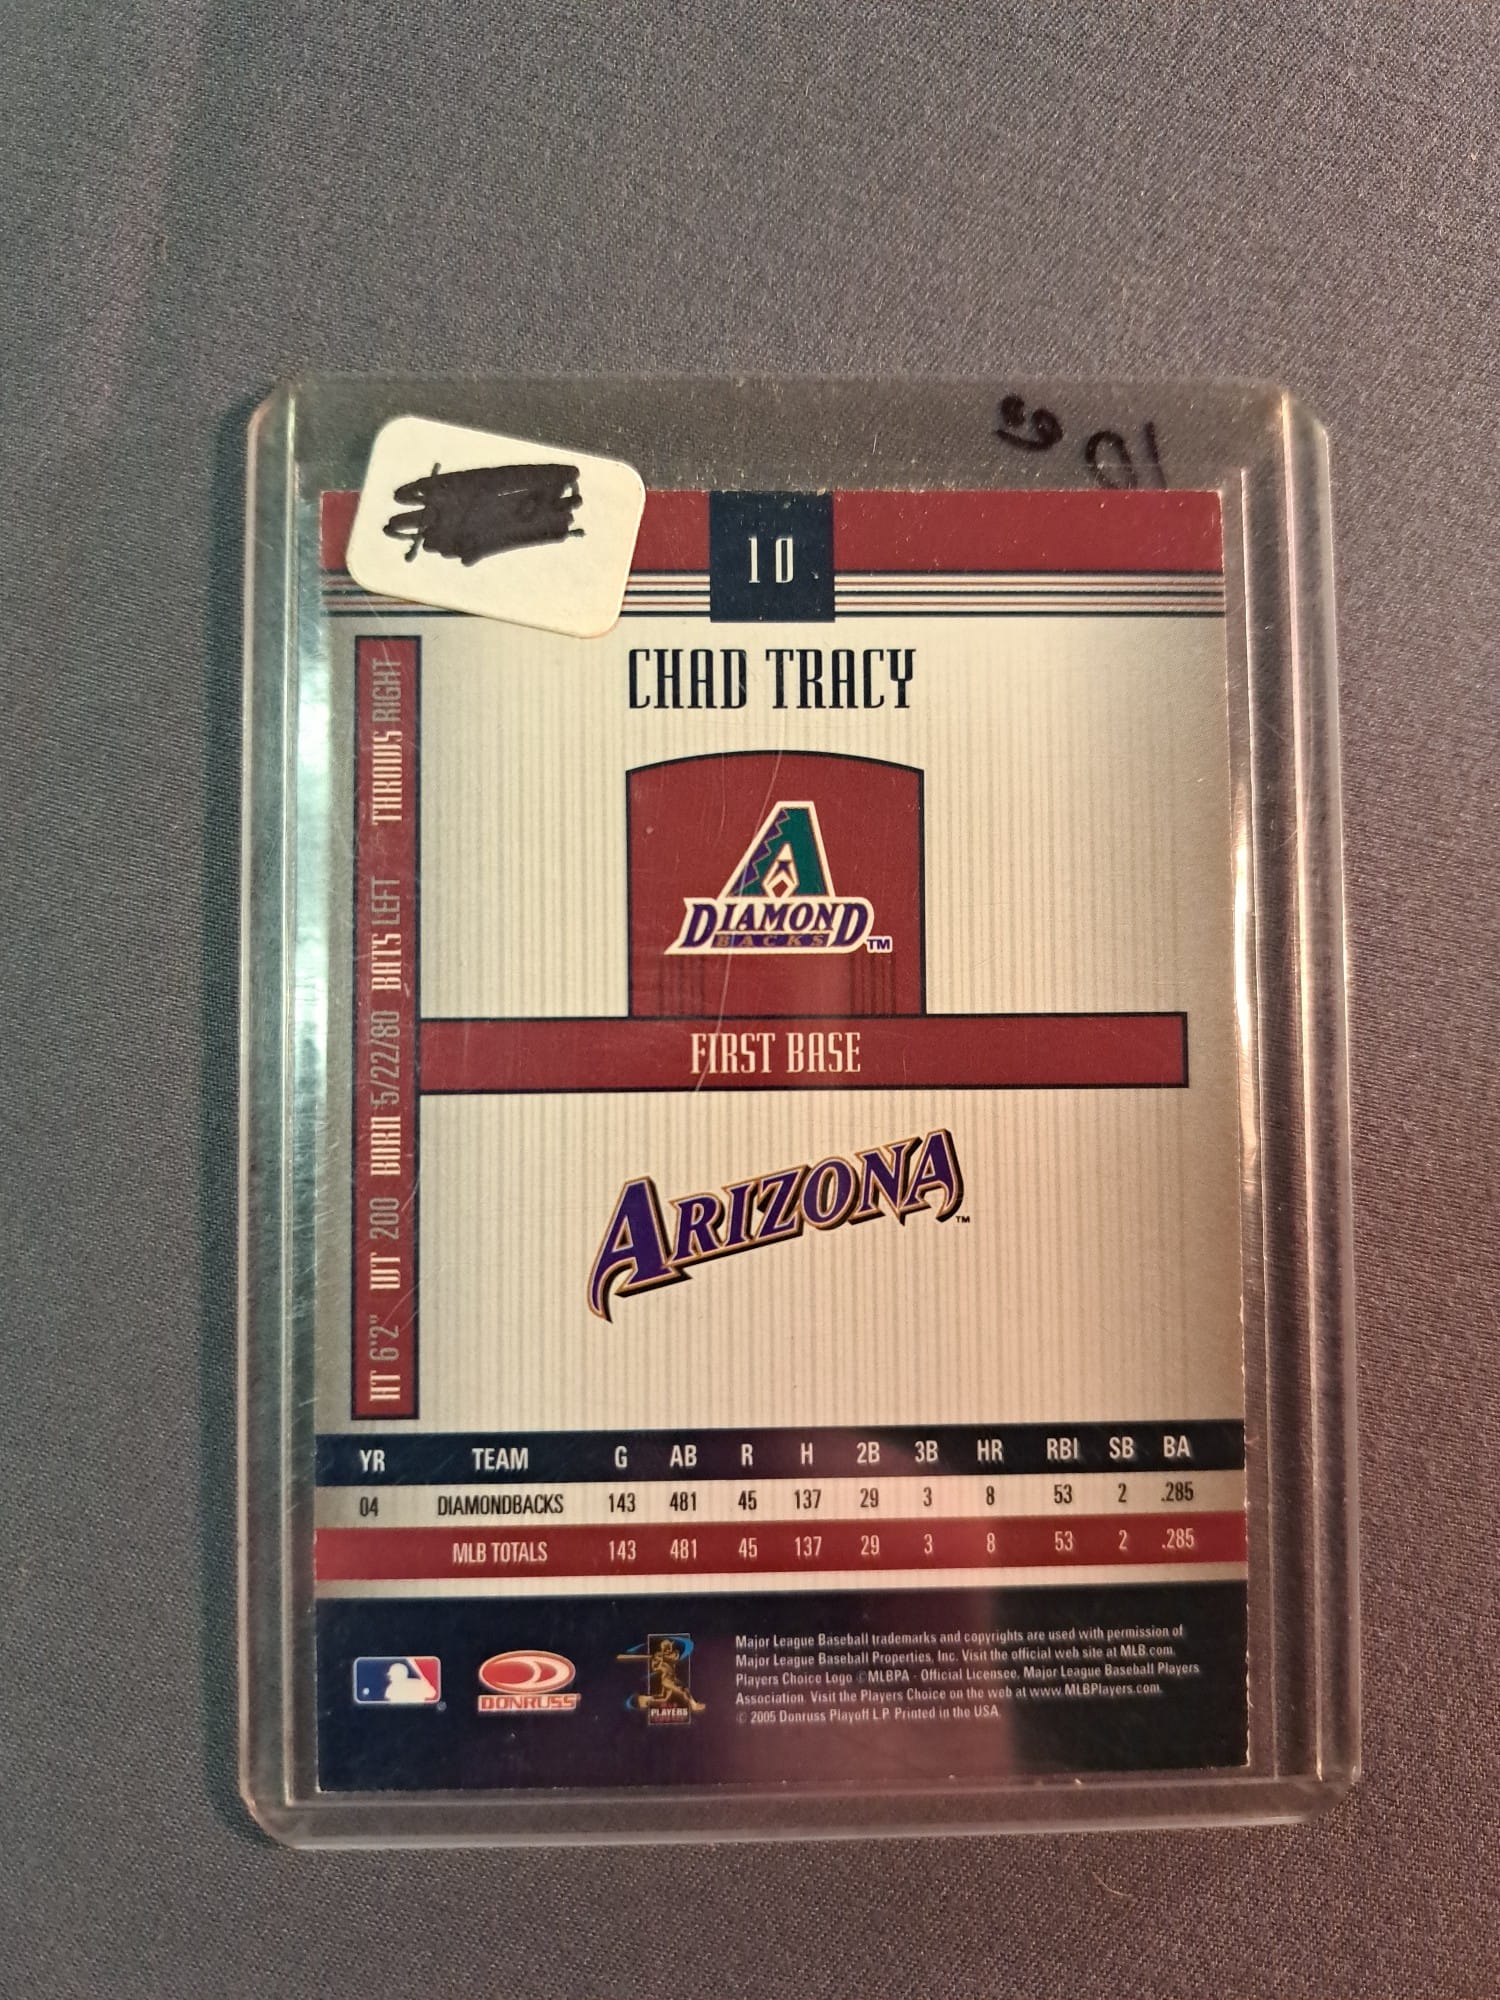 10
CHAD TRACY
DIAMOND
BACKS TM
FIRST BASE
HT 6'2" WT 200 BORN 5/22/80 BATS LEFT THROWS RIGHT
ARIZONA TM
YR TEAM G AB R H 2B 3B HR RBI SB BA
04 DIAMONDBACKS 143 481 45 137 29 3 8 53 2 .285
MLB TOTALS 143 481 45 137 29 3 8 53 2 .285
DONRUSS
PLAYERS
Major League Baseball trademarks and copyrights are used with permission of
Major League Baseball Properties, Inc. Visit the official web site at MLB.com.
Players Choice Logo ©MLBPA - Official Licensee, Major League Baseball Players
Association. Visit the Players Choice on the web at www.MLBPlayers.com.
© 2005 Donruss Playoff L.P. Printed in the USA